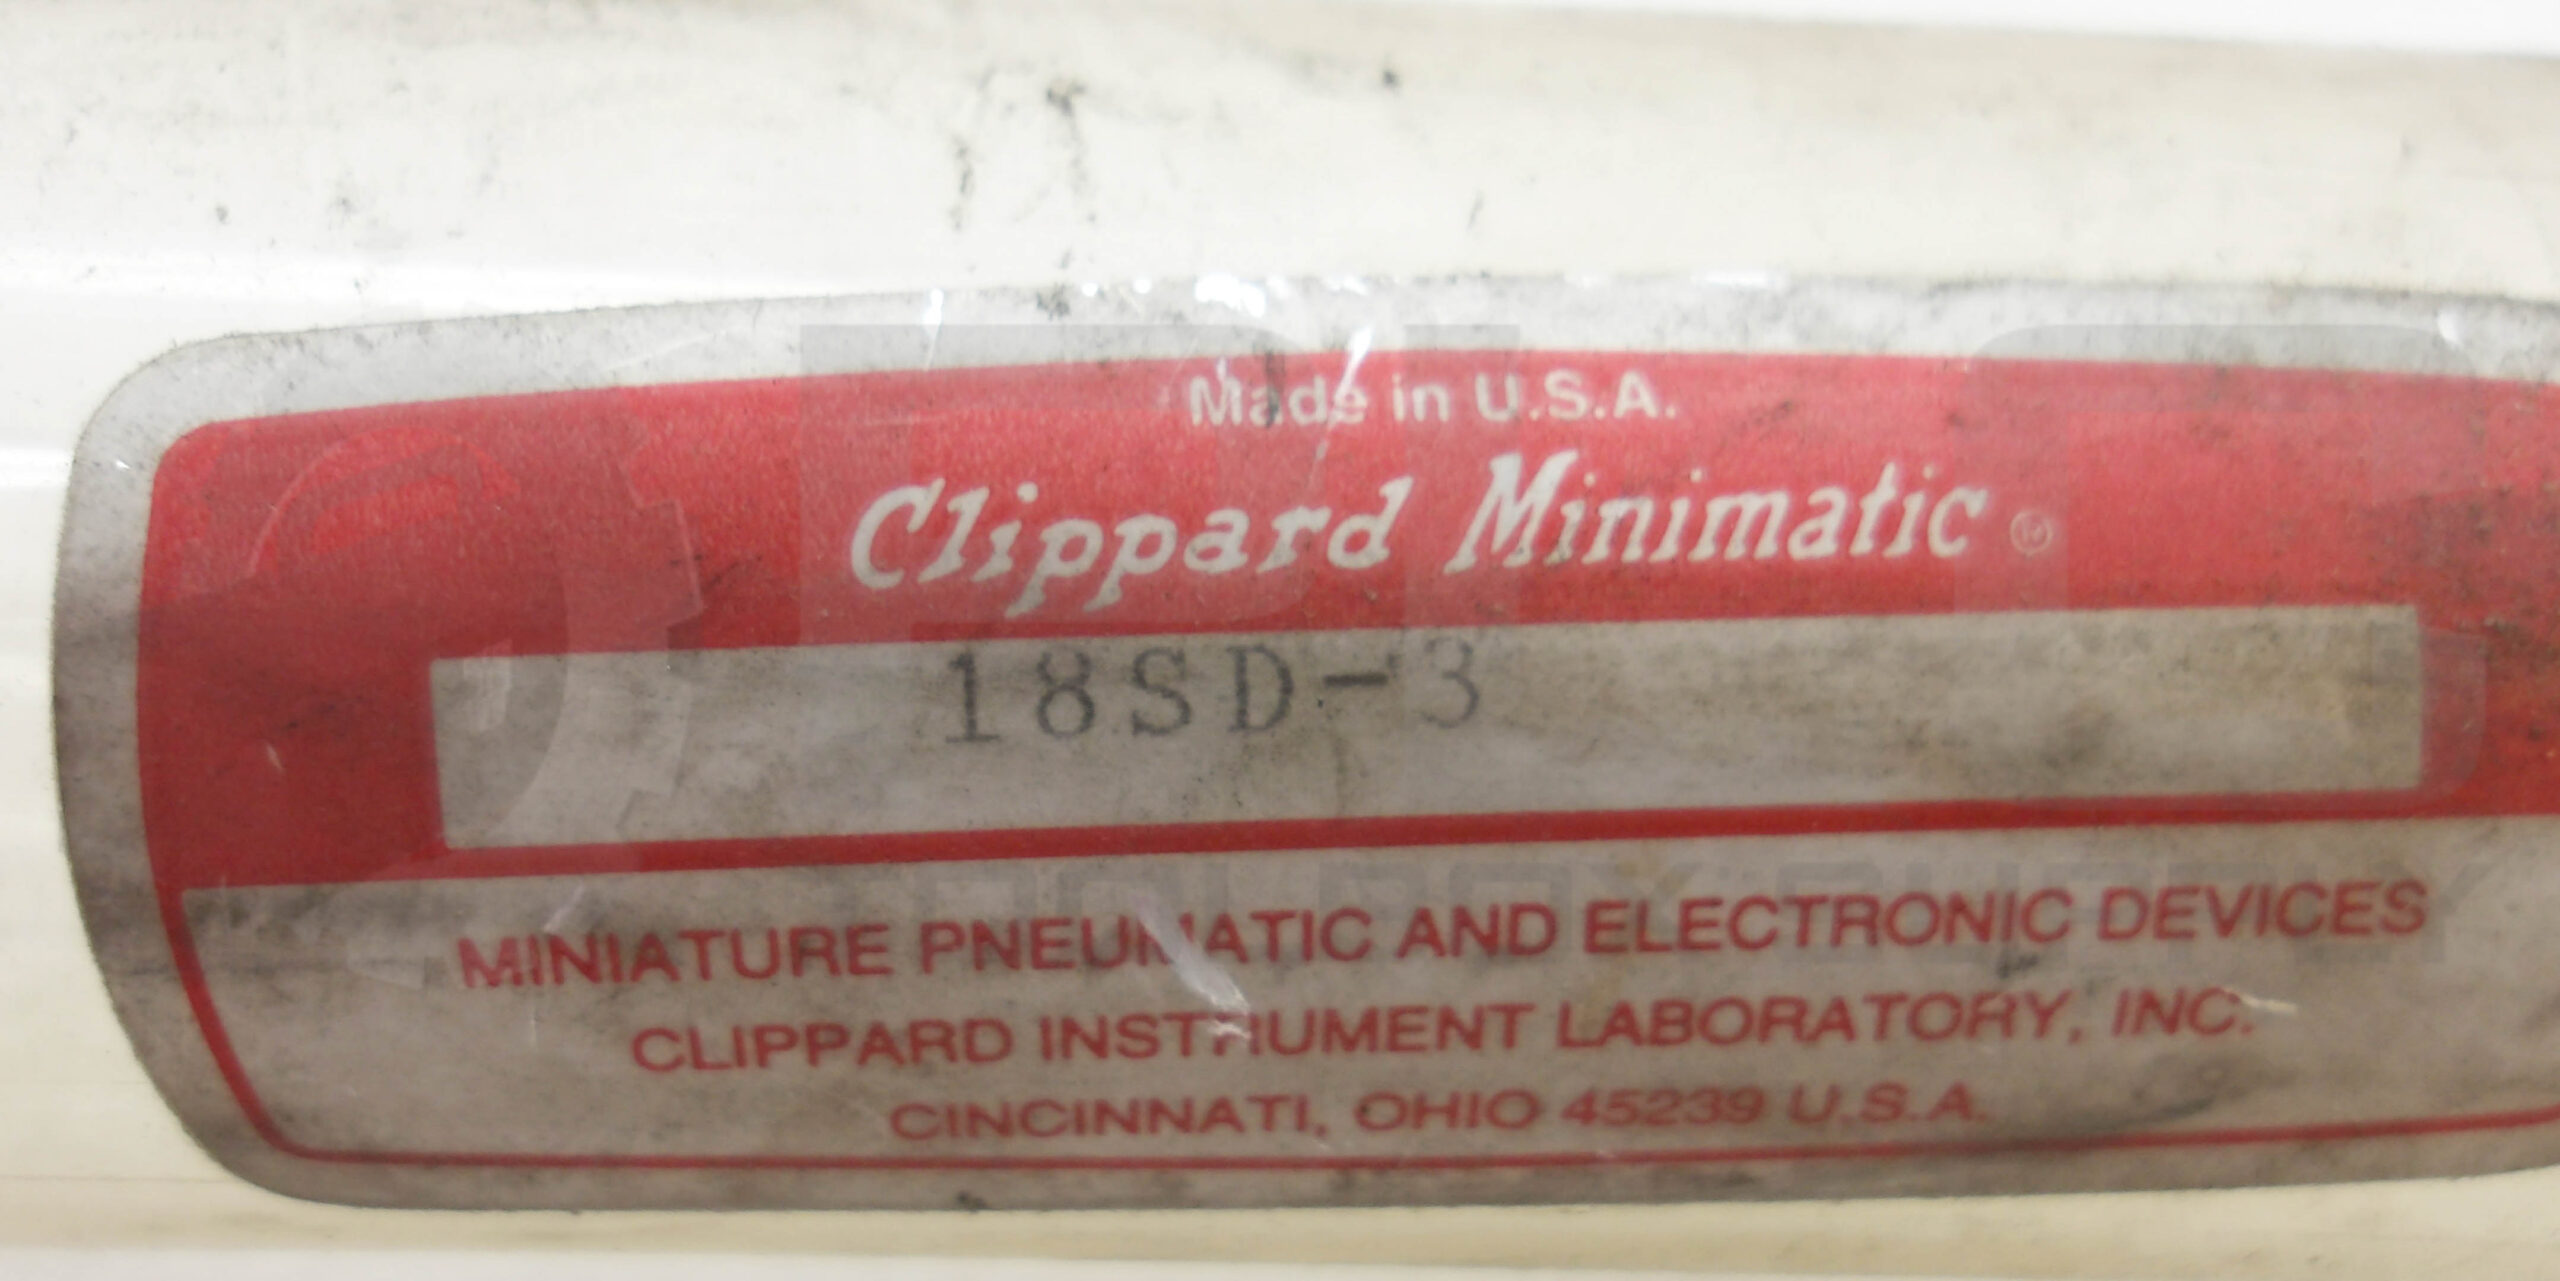 Made in U.S.A.
Clippard Minimatic ®
18SD-3
MINIATURE PNEUMATIC AND ELECTRONIC DEVICES
CLIPPARD INSTRUMENT LABORATORY, INC.
CINCINNATI, OHIO 45239 U.S.A.